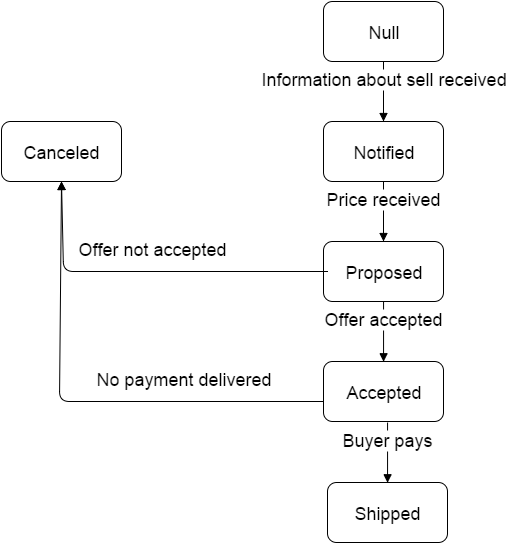 Null
Information about sell received
Canceled
Notified
Price received
Offer not accepted
Proposed
Offer accepted
No payment delivered
Accepted
Buyer pays
Shipped